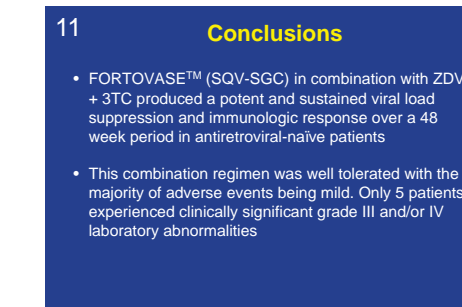 11
Conclusions
• FORTOVASE™ (SQV-SGC) in combination with ZDV
+ 3TC produced a potent and sustained viral load
suppression and immunologic response over a 48
week period in antiretroviral-naïve patients
• This combination regimen was well tolerated with the
majority of adverse events being mild. Only 5 patients
experienced clinically significant grade III and/or IV
laboratory abnormalities